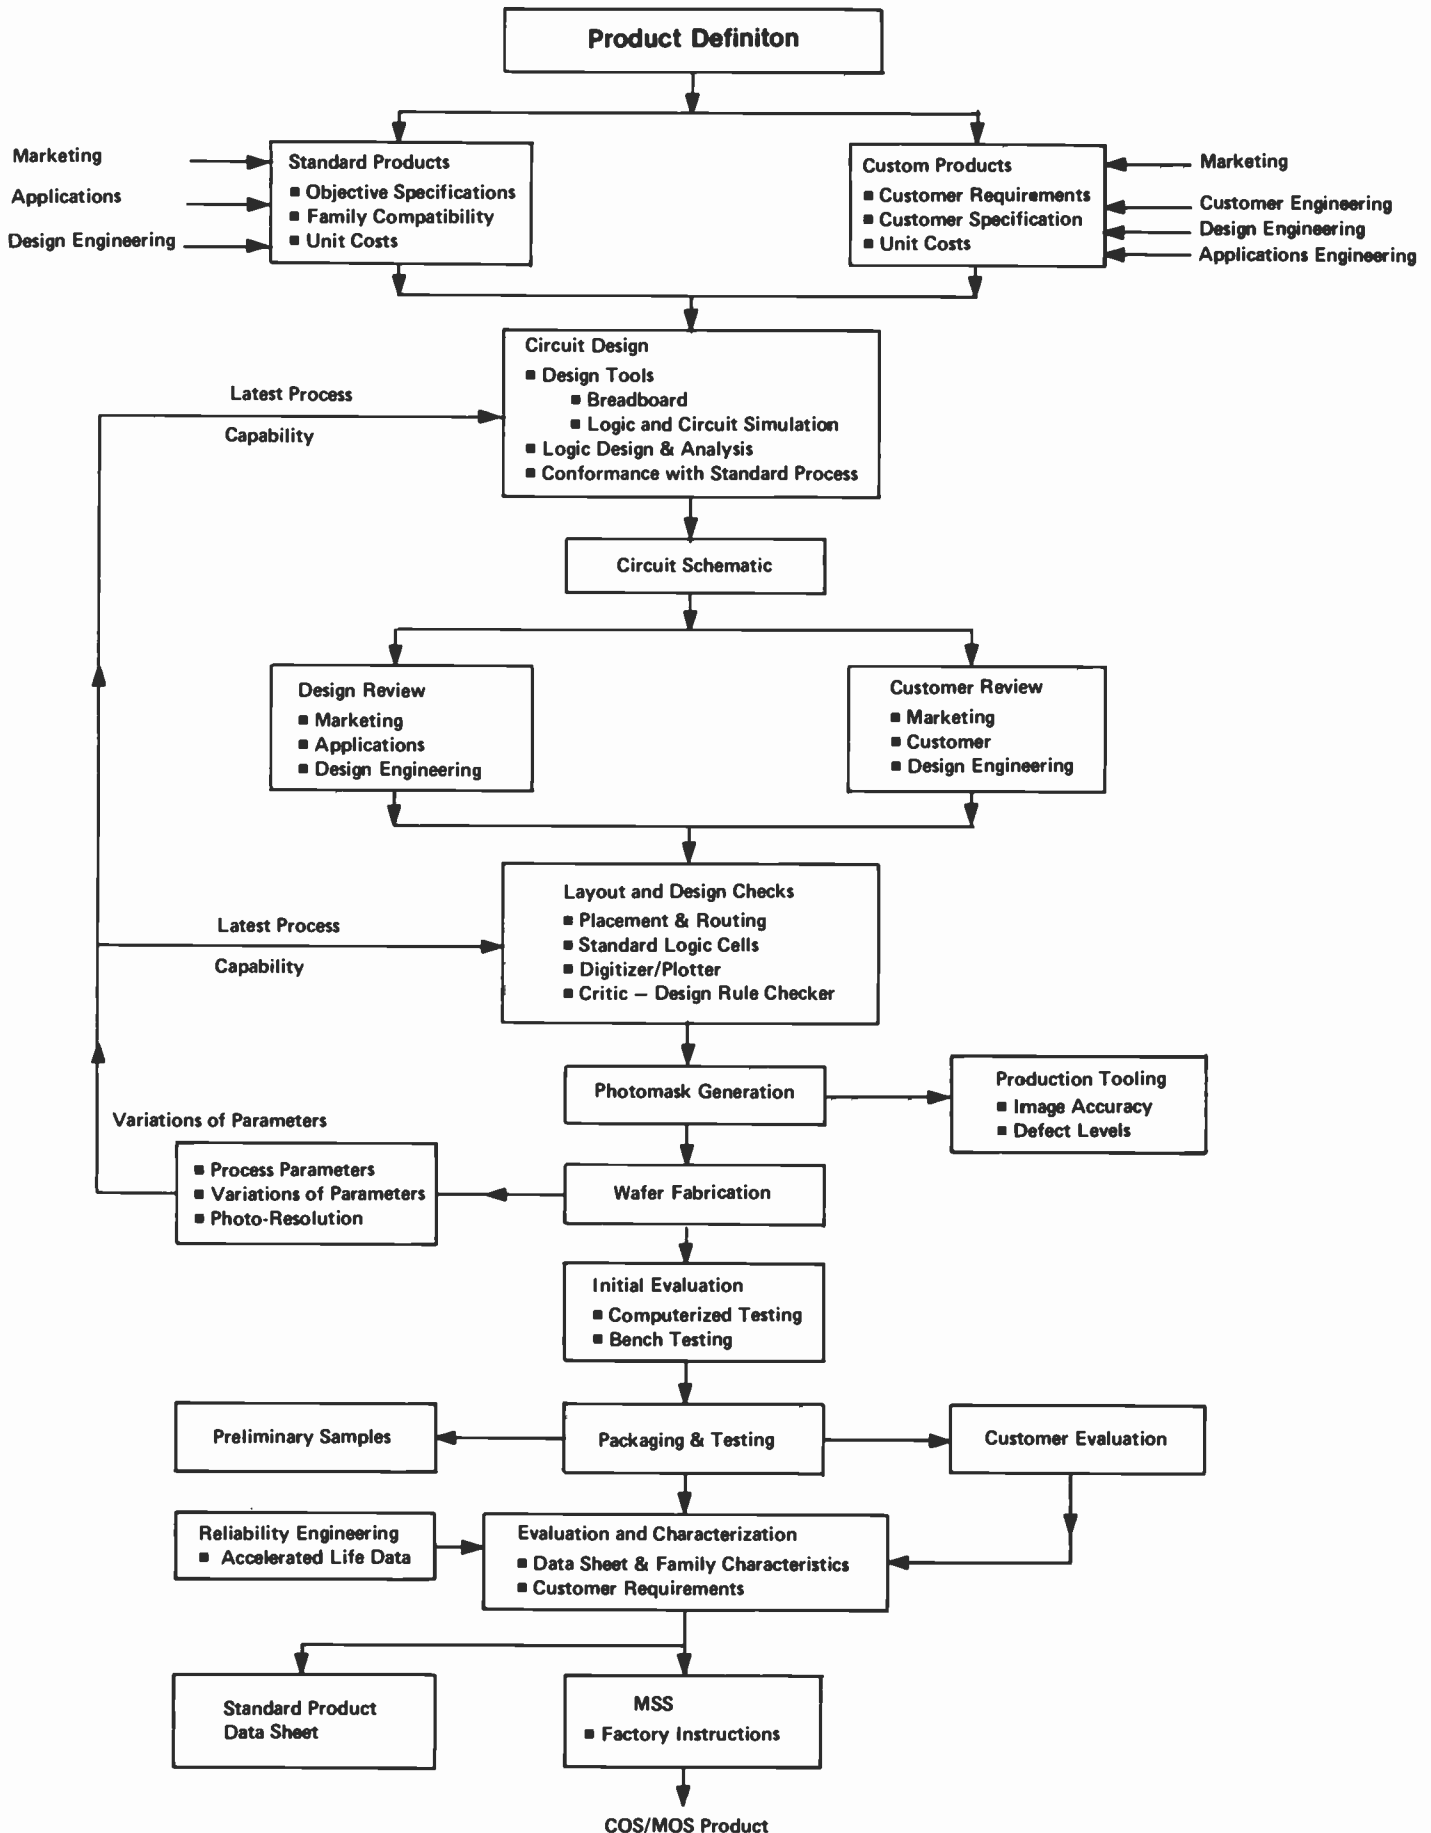 Product Definiton
Marketing
Applications
Design Engineering
Standard Products
■ Objective Specifications
■ Family Compatibility
■ Unit Costs
Custom Products
■ Customer Requirements
■ Customer Specification
■ Unit Costs
Marketing
Customer Engineering
Design Engineering
Applications Engineering
Latest Process
Capability
Circuit Design
■ Design Tools
■ Breadboard
■ Logic and Circuit Simulation
■ Logic Design & Analysis
■ Conformance with Standard Process
Circuit Schematic
Design Review
■ Marketing
■ Applications
■ Design Engineering
Customer Review
■ Marketing
■ Customer
■ Design Engineering
Latest Process
Capability
Layout and Design Checks
■ Placement & Routing
■ Standard Logic Cells
■ Digitizer/Plotter
■ Critic – Design Rule Checker
Photomask Generation
Production Tooling
■ Image Accuracy
■ Defect Levels
Variations of Parameters
■ Process Parameters
■ Variations of Parameters
■ Photo-Resolution
Wafer Fabrication
Initial Evaluation
■ Computerized Testing
■ Bench Testing
Preliminary Samples
Packaging & Testing
Customer Evaluation
Reliability Engineering
■ Accelerated Life Data
Evaluation and Characterization
■ Data Sheet & Family Characteristics
■ Customer Requirements
Standard Product
Data Sheet
MSS
■ Factory Instructions
COS/MOS Product